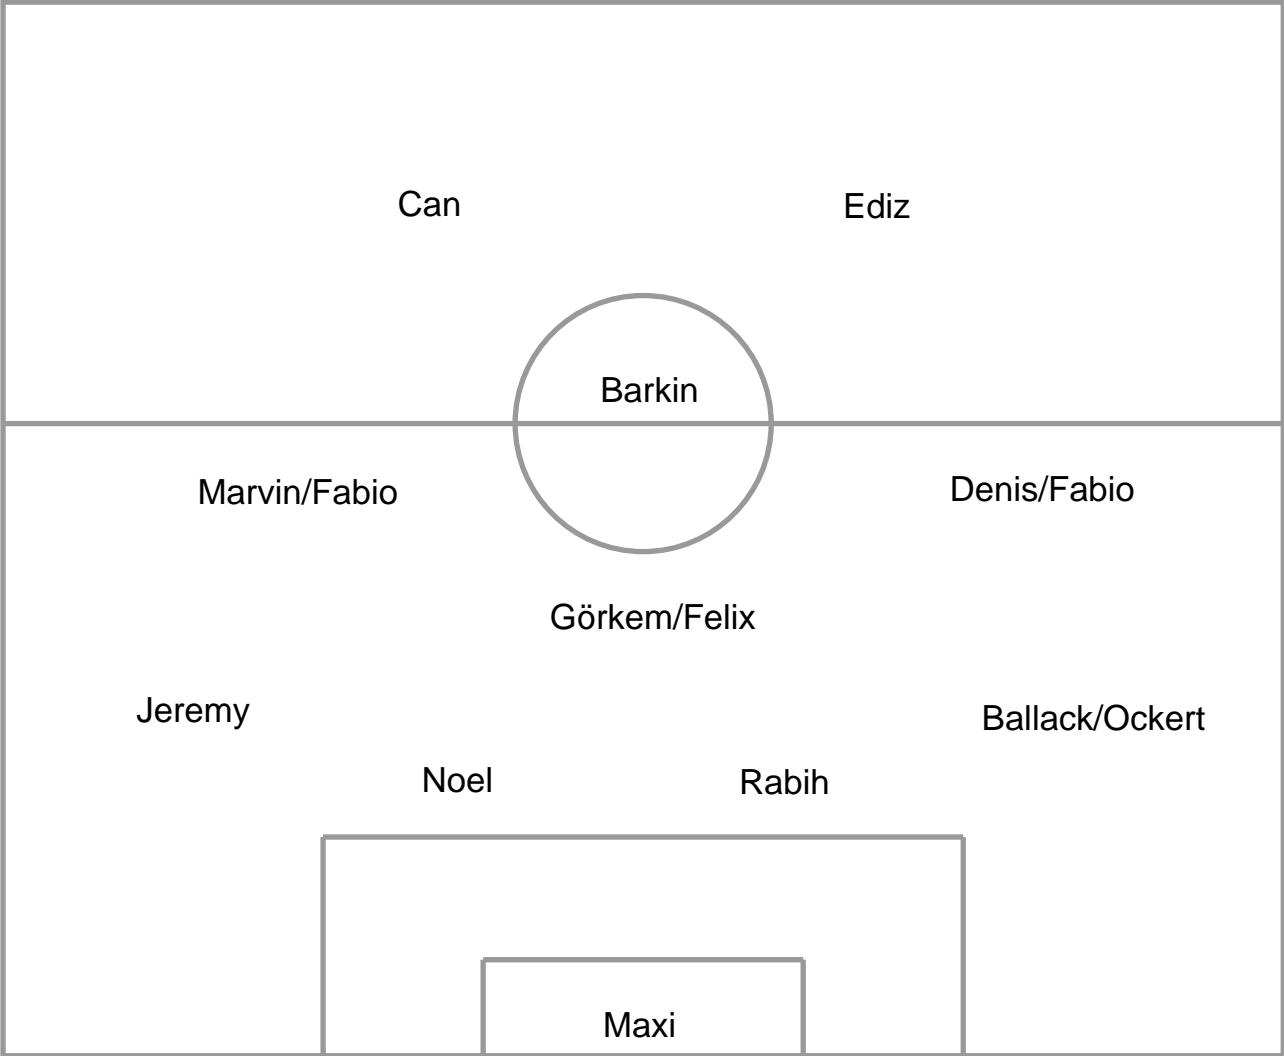 Can
Ediz
Barkin
Marvin/Fabio
Denis/Fabio
Görkem/Felix
Jeremy
Ballack/Ockert
Noel
Rabih
Maxi